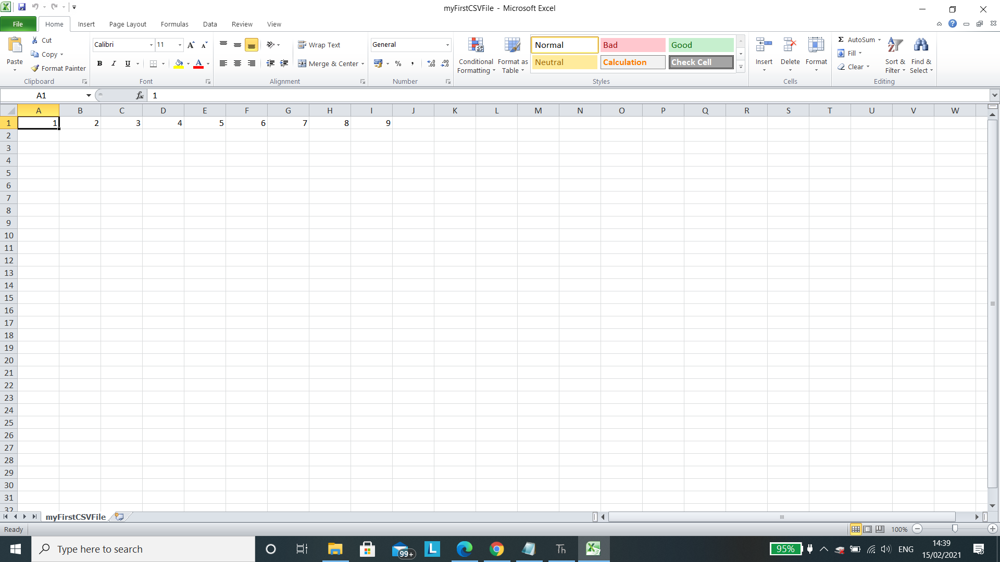 myFirstCSVFile - Microsoft Excel
File Home Insert Page Layout Formulas Data Review View
Paste
Cut
Copy
Format Painter
Clipboard
Calibri 11
B I U A
Font
Wrap Text
Merge & Center
Alignment
General
% ,
Number
Conditional Formatting
Format as Table
Normal Bad Good
Neutral Calculation Check Cell
Styles
Insert Delete Format
Cells
Σ AutoSum
Fill
Clear
Sort & Filter
Find & Select
Editing
A1 fx 1
A B C D E F G H I J K L M N O P Q R S T U V W
1 1 2 3 4 5 6 7 8 9
2
3
4
5
6
7
8
9
10
11
12
13
14
15
16
17
18
19
20
21
22
23
24
25
26
27
28
29
30
31
32
myFirstCSVFile
Ready 100%
Type here to search 99+ L Th 95% ENG 14:39
15/02/2021